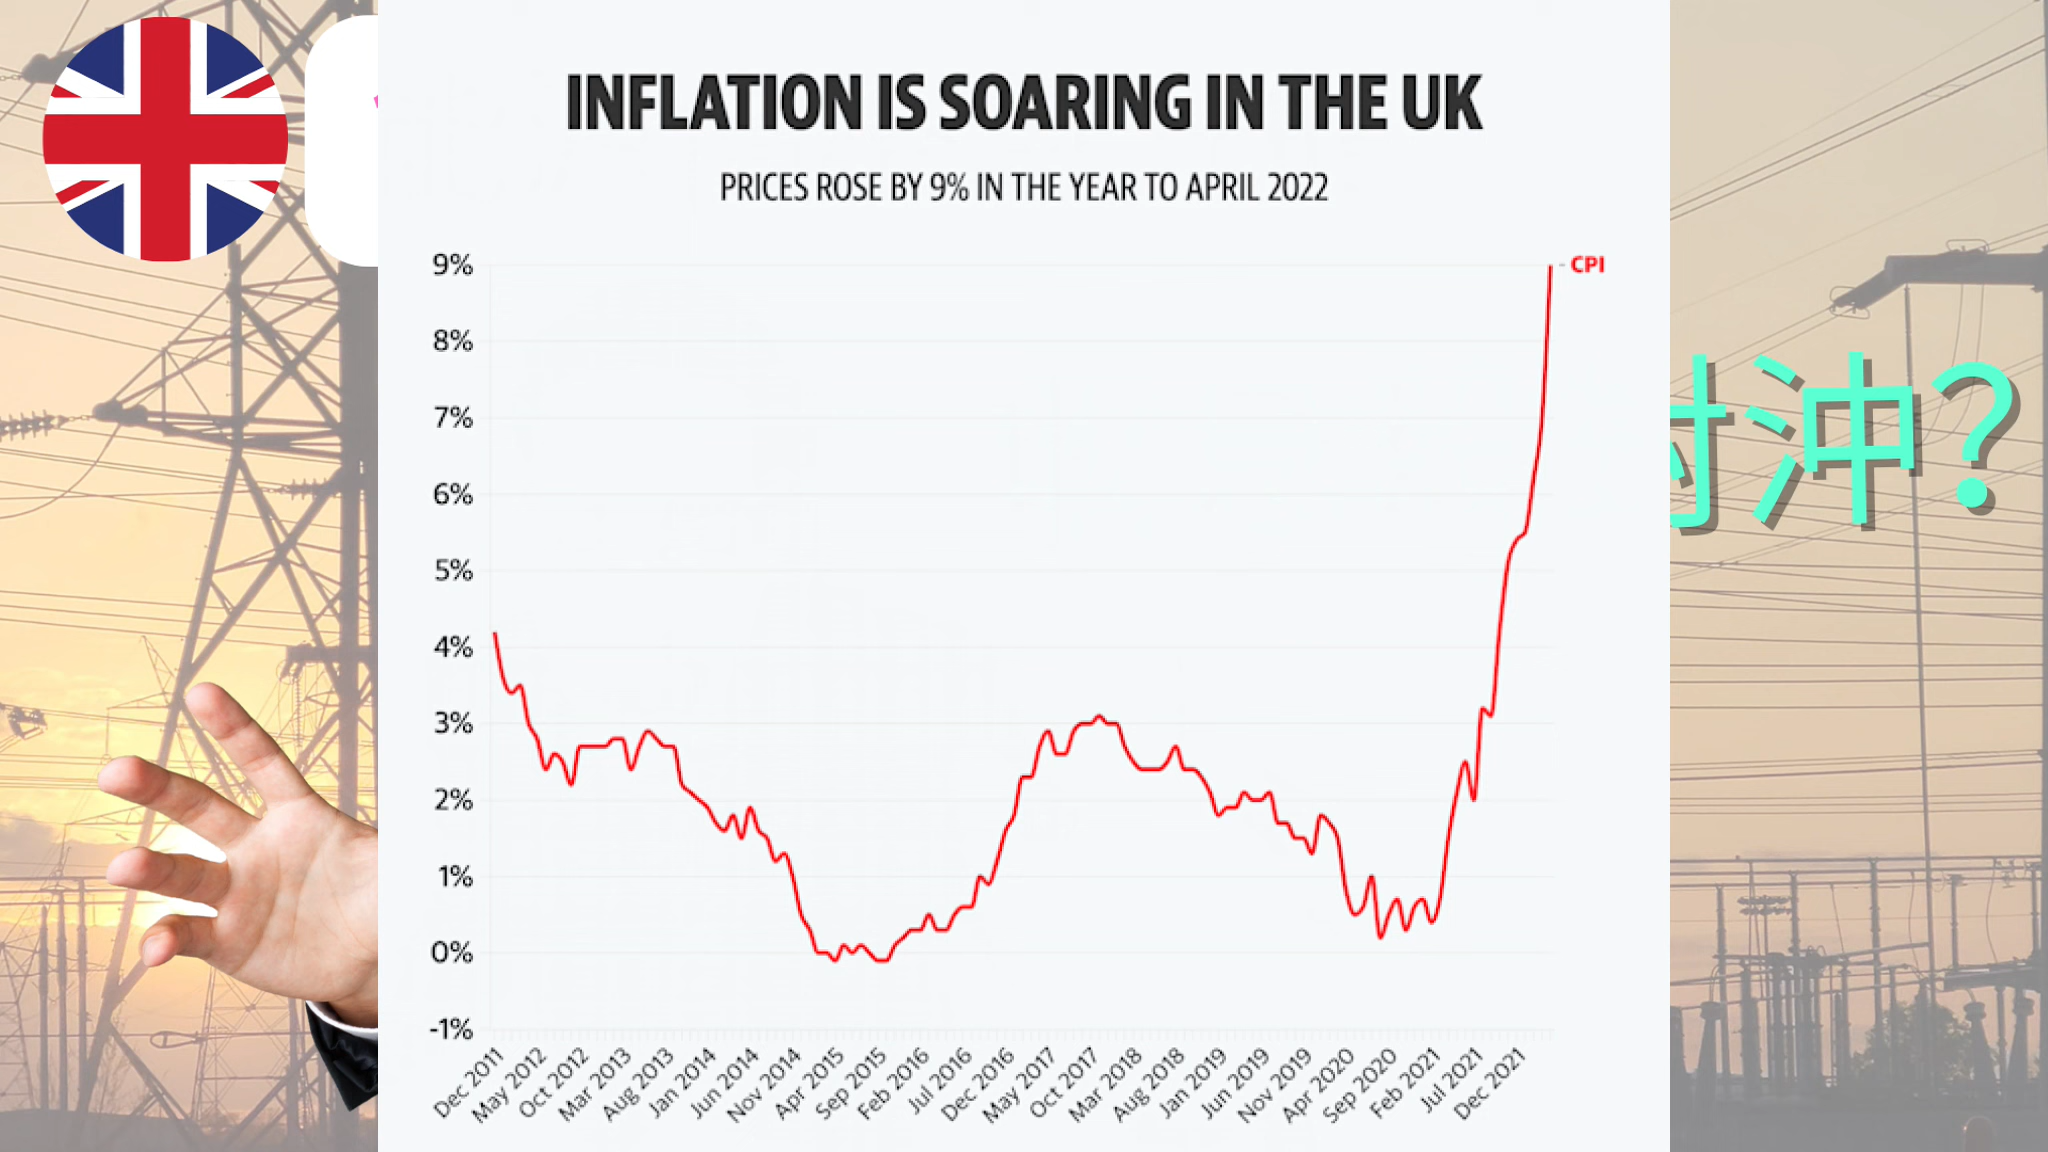 INFLATION IS SOARING IN THE UK
PRICES ROSE BY 9% IN THE YEAR TO APRIL 2022
9%
CPI
8%
7%
对冲?
6%
5%
4%
3%
2%
1%
0%
-1%
Dec 2011
May 2012
Oct 2012
Mar 2013
Aug 2013
Jan 2014
Jun 2014
Nov 2014
Apr 2015
Sep 2015
Feb 2016
Jul 2016
Dec 2016
May 2017
Oct 2017
Mar 2018
Aug 2018
Jan 2019
Jun 2019
Nov 2019
Apr 2020
Sep 2020
Feb 2021
Jul 2021
Dec 2021